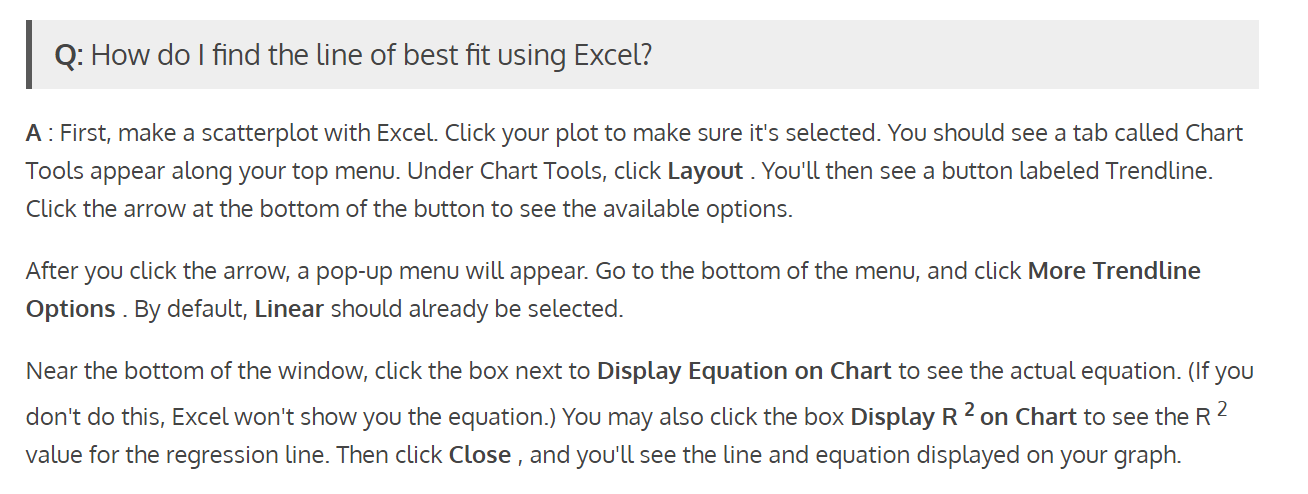 Q: How do I find the line of best fit using Excel?
A : First, make a scatterplot with Excel. Click your plot to make sure it's selected. You should see a tab called Chart
Tools appear along your top menu. Under Chart Tools, click Layout . You'll then see a button labeled Trendline.
Click the arrow at the bottom of the button to see the available options.
After you click the arrow, a pop-up menu will appear. Go to the bottom of the menu, and click More Trendline
Options . By default, Linear should already be selected.
Near the bottom of the window, click the box next to Display Equation on Chart to see the actual equation. (If you
don't do this, Excel won't show you the equation.) You may also click the box Display R ² on Chart to see the R ²
value for the regression line. Then click Close , and you'll see the line and equation displayed on your graph.